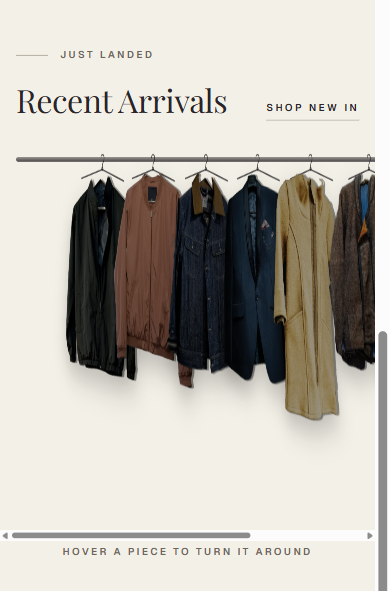 JUST LANDED
Recent Arrivals
SHOP NEW IN
HOVER A PIECE TO TURN IT AROUND